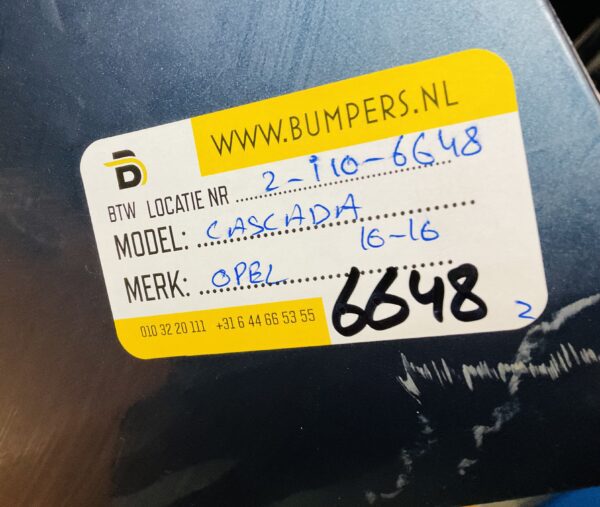 WWW.BUMPERS.NL
B
BTW LOCATIE NR 2-i10-6648
MODEL: CASCADA
16-16
MERK: OPEL
6648
010 32 20 111 +31 6 44 66 53 55
2